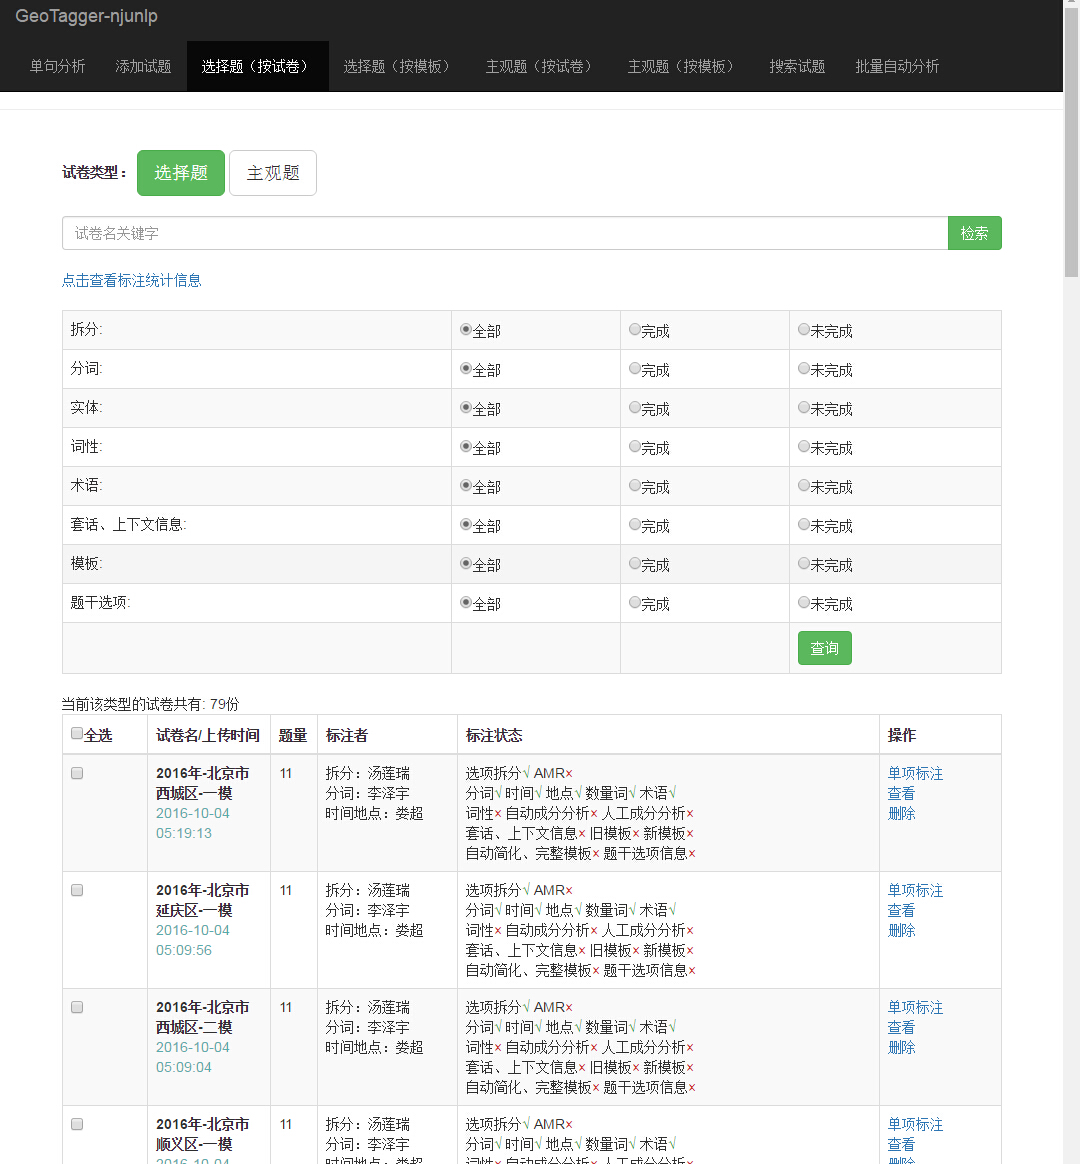 GeoTagger-njunlp
单句分析 添加试题 选择题（按试卷） 选择题（按模板） 主观题（按试卷） 主观题（按模板） 搜索试题 批量自动分析
试卷类型： 选择题 主观题
试卷名关键字 检索
点击查看标注统计信息
拆分: 全部 完成 未完成
分词: 全部 完成 未完成
实体: 全部 完成 未完成
词性: 全部 完成 未完成
术语: 全部 完成 未完成
套话、上下文信息: 全部 完成 未完成
模板: 全部 完成 未完成
题干选项: 全部 完成 未完成
查询
当前该类型的试卷共有: 79份
全选 试卷名/上传时间 题量 标注者 标注状态 操作
2016年-北京市 11 拆分：汤莲瑞 选项拆分√ AMR× 单项标注
西城区-一模 分词：李泽宇 分词√ 时间√ 地点√ 数量词√ 术语√ 查看
2016-10-04 时间地点：娄超 词性× 自动成分分析× 人工成分分析× 删除
05:19:13 套话、上下文信息× 旧模板× 新模板×
自动简化、完整模板× 题干选项信息×
2016年-北京市 11 拆分：汤莲瑞 选项拆分√ AMR× 单项标注
延庆区-一模 分词：李泽宇 分词√ 时间√ 地点√ 数量词√ 术语√ 查看
2016-10-04 时间地点：娄超 词性× 自动成分分析× 人工成分分析× 删除
05:09:56 套话、上下文信息× 旧模板× 新模板×
自动简化、完整模板× 题干选项信息×
2016年-北京市 11 拆分：汤莲瑞 选项拆分√ AMR× 单项标注
西城区-二模 分词：李泽宇 分词√ 时间√ 地点√ 数量词√ 术语√ 查看
2016-10-04 时间地点：娄超 词性× 自动成分分析× 人工成分分析× 删除
05:09:04 套话、上下文信息× 旧模板× 新模板×
自动简化、完整模板× 题干选项信息×
2016年-北京市 11 拆分：汤莲瑞 选项拆分√ AMR× 单项标注
顺义区-一模 分词：李泽宇 分词√ 时间√ 地点√ 数量词√ 术语√ 查看
2016-10-04 时间地点：娄超 词性× 自动成分分析× 人工成分分析× 删除